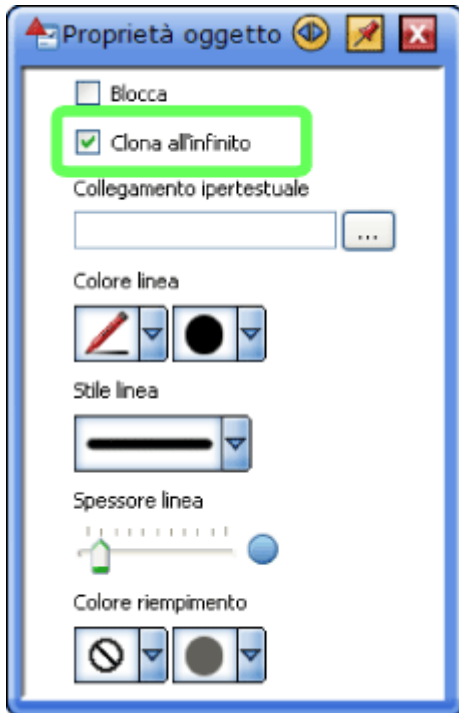 Proprietà oggetto
Blocca
Clona all'infinito
Collegamento ipertestuale
...
Colore linea
Stile linea
Spessore linea
Colore riempimento